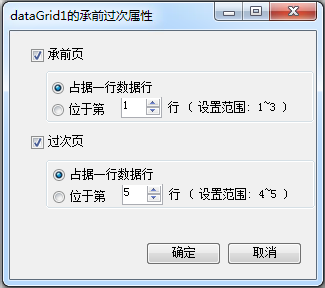 dataGrid1的承前过次属性
承前页
占据一行数据行
位于第 1 行 ( 设置范围: 1~3 )
过次页
占据一行数据行
位于第 5 行 ( 设置范围: 4~5 )
确定 取消